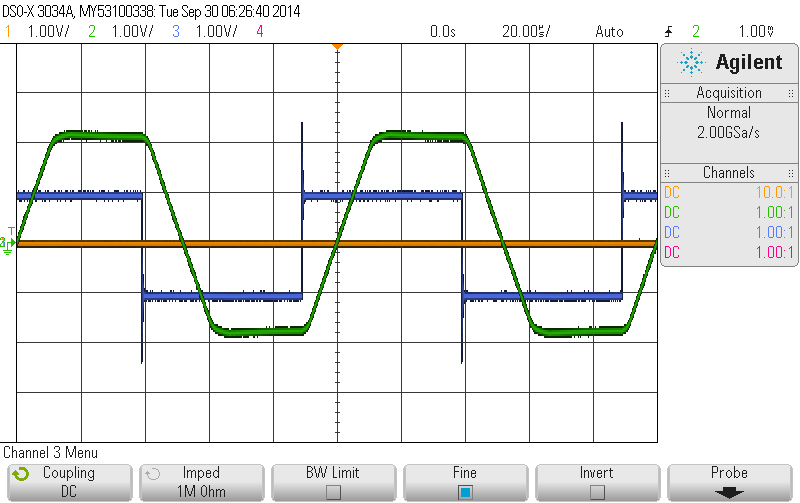 DSO-X 3034A, MY53100338: Tue Sep 30 06:26:40 2014
1 1.00V/ 2 1.00V/ 3 1.00V/ 4 0.0s 20.00s/ Auto 2 1.00V
Agilent
Acquisition
Normal
2.00GSa/s
Channels
DC 10.0:1
DC 1.00:1
DC 1.00:1
DC 1.00:1
T
Channel 3 Menu
Coupling
DC
Imped
1M Ohm
BW Limit
Fine
Invert
Probe